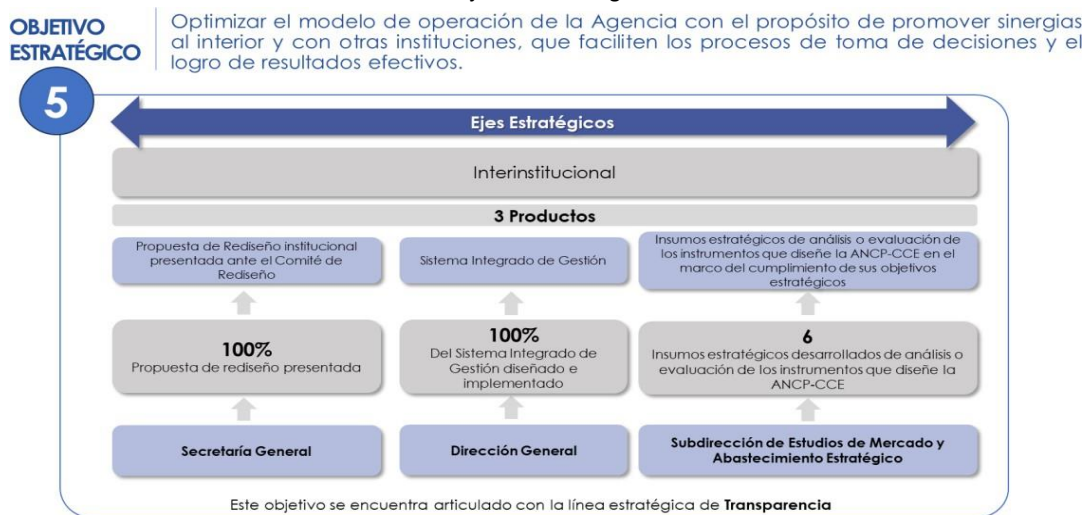 OBJETIVO
ESTRATÉGICO
Optimizar el modelo de operación de la Agencia con el propósito de promover sinergias
al interior y con otras instituciones, que faciliten los procesos de toma de decisiones y el
logro de resultados efectivos.
5
Ejes Estratégicos
Interinstitucional
3 Productos
Propuesta de Rediseño institucional
presentada ante el Comité de
Rediseño
Sistema Integrado de Gestión
Insumos estratégicos de análisis o evaluación de
los instrumentos que diseñe la ANCP-CCE en el
marco del cumplimiento de sus objetivos
estratégicos
100%
Propuesta de rediseño presentada
100%
Del Sistema Integrado de
Gestión diseñado e
implementado
6
Insumos estratégicos desarrollados de análisis o
evaluación de los instrumentos que diseñe la
ANCP-CCE
Secretaría General
Dirección General
Subdirección de Estudios de Mercado y
Abastecimiento Estratégico
Este objetivo se encuentra articulado con la línea estratégica de Transparencia